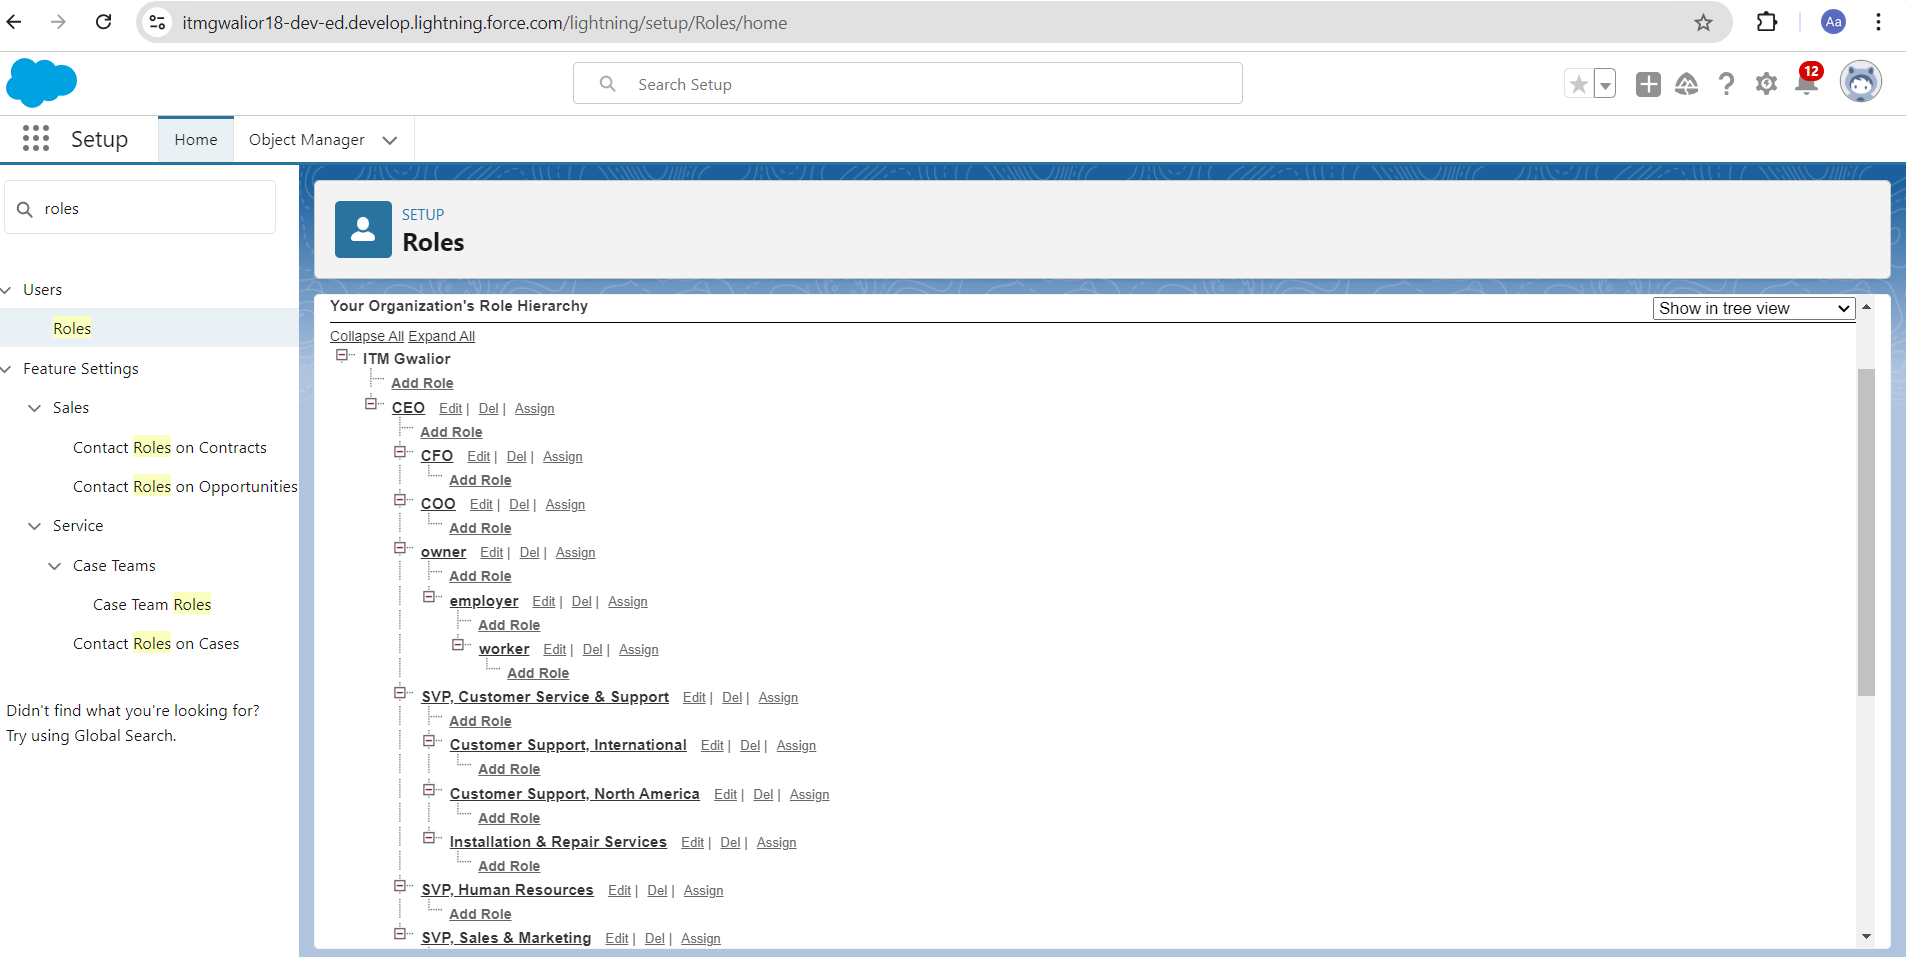 itmgwalior18-dev-ed.develop.lightning.force.com/lightning/setup/Roles/home
Aa
Search Setup
12
Setup
Home
Object Manager
roles
Users
Roles
Feature Settings
Sales
Contact Roles on Contracts
Contact Roles on Opportunities
Service
Case Teams
Case Team Roles
Contact Roles on Cases
Didn't find what you're looking for?
Try using Global Search.
SETUP
Roles
Your Organization's Role Hierarchy
Show in tree view
Collapse All Expand All
ITM Gwalior
Add Role
CEO Edit | Del | Assign
Add Role
CFO Edit | Del | Assign
Add Role
COO Edit | Del | Assign
Add Role
owner Edit | Del | Assign
Add Role
employer Edit | Del | Assign
Add Role
worker Edit | Del | Assign
Add Role
SVP, Customer Service & Support Edit | Del | Assign
Add Role
Customer Support, International Edit | Del | Assign
Add Role
Customer Support, North America Edit | Del | Assign
Add Role
Installation & Repair Services Edit | Del | Assign
Add Role
SVP, Human Resources Edit | Del | Assign
Add Role
SVP, Sales & Marketing Edit | Del | Assign